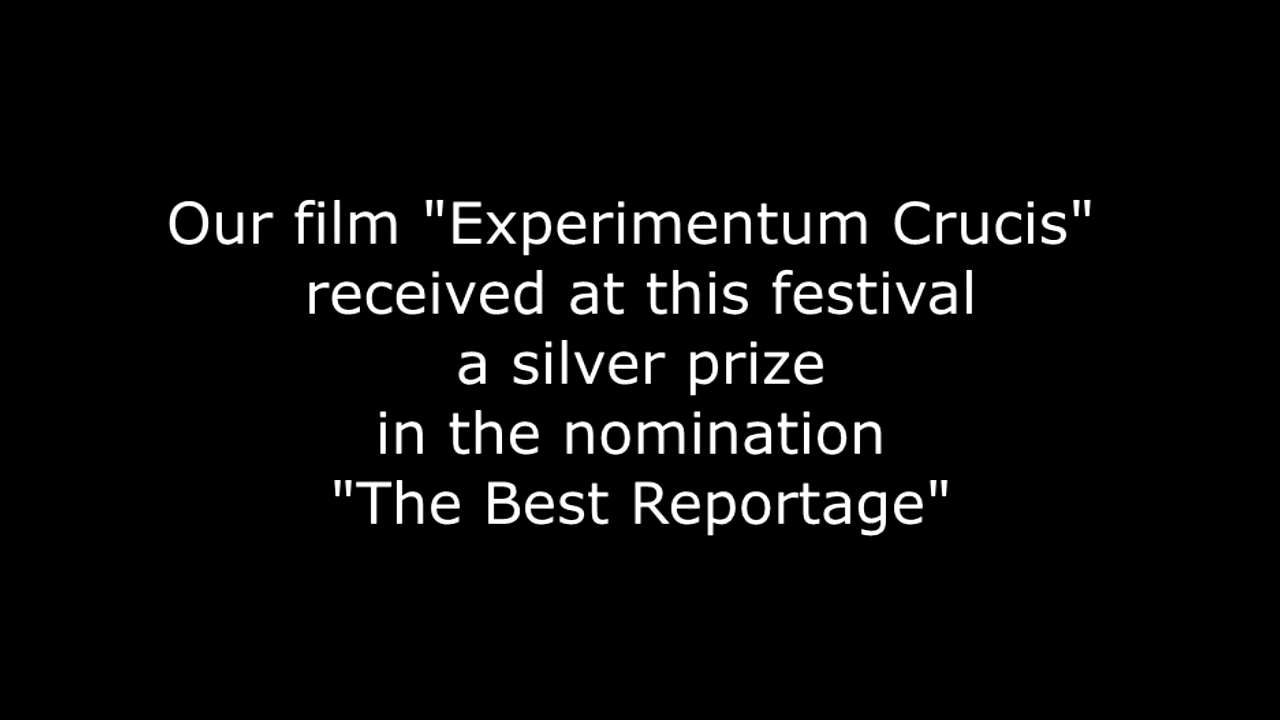 Our film "Experimentum Crucis"
received at this festival
a silver prize
in the nomination
"The Best Reportage"